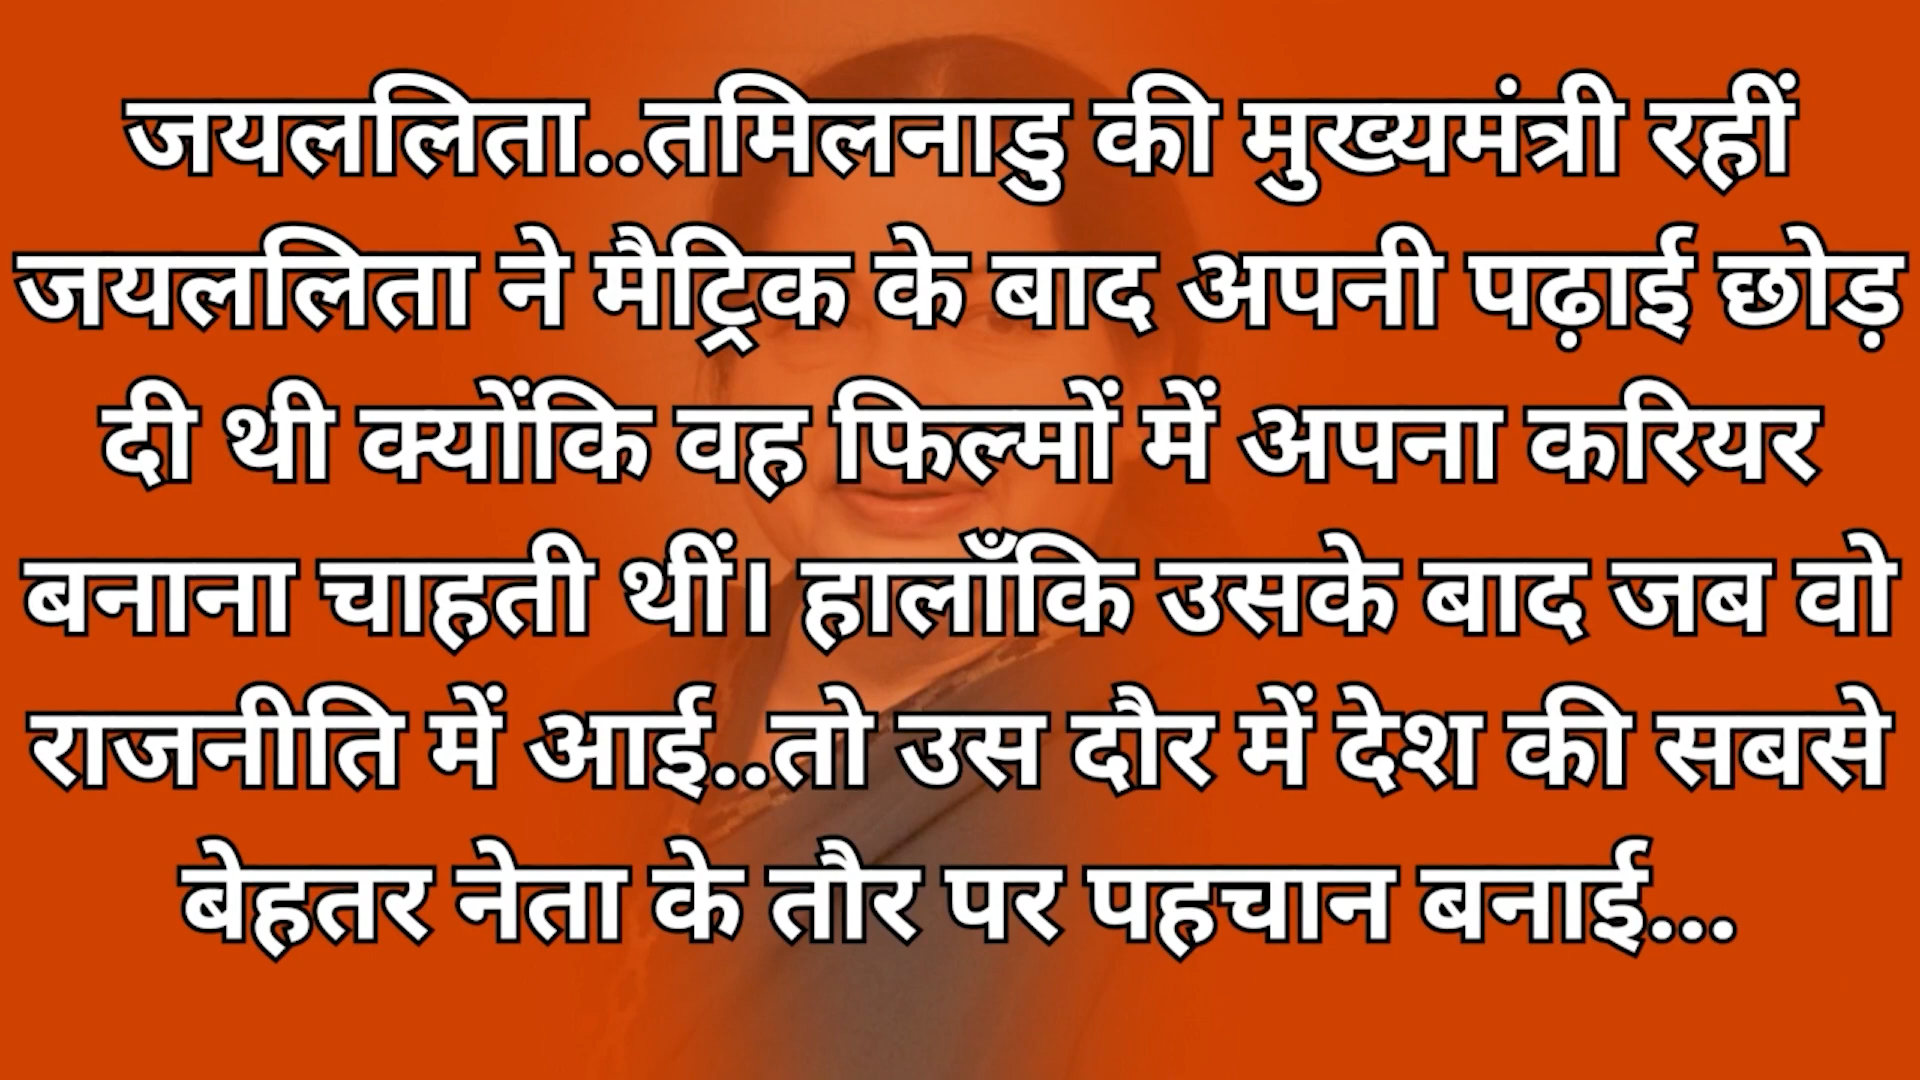 जयललिता..तमिलनाडु की मुख्यमंत्री रहीं
जयललिता ने मैट्रिक के बाद अपनी पढ़ाई छोड़
दी थी क्योंकि वह फिल्मों में अपना करियर
बनाना चाहती थीं। हालाँकि उसके बाद जब वो
राजनीति में आई..तो उस दौर में देश की सबसे
बेहतर नेता के तौर पर पहचान बनाई...